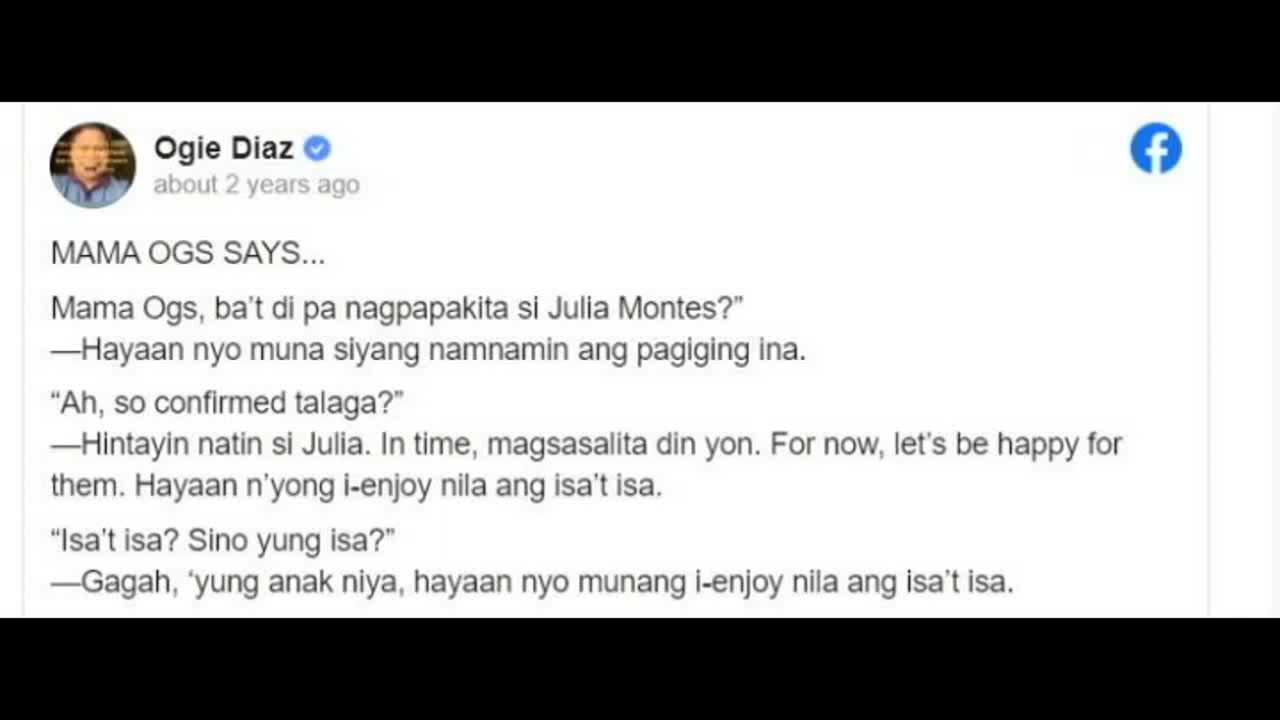 Ogie Diaz
about 2 years ago
MAMA OGS SAYS...
Mama Ogs, ba't di pa nagpapakita si Julia Montes?”
—Hayaan nyo muna siyang namnamin ang pagiging ina.
“Ah, so confirmed talaga?”
—Hintayin natin si Julia. In time, magsasalita din yon. For now, let’s be happy for
them. Hayaan n’yong i-enjoy nila ang isa’t isa.
“Isa’t isa? Sino yung isa?”
—Gagah, ‘yung anak niya, hayaan nyo munang i-enjoy nila ang isa’t isa.